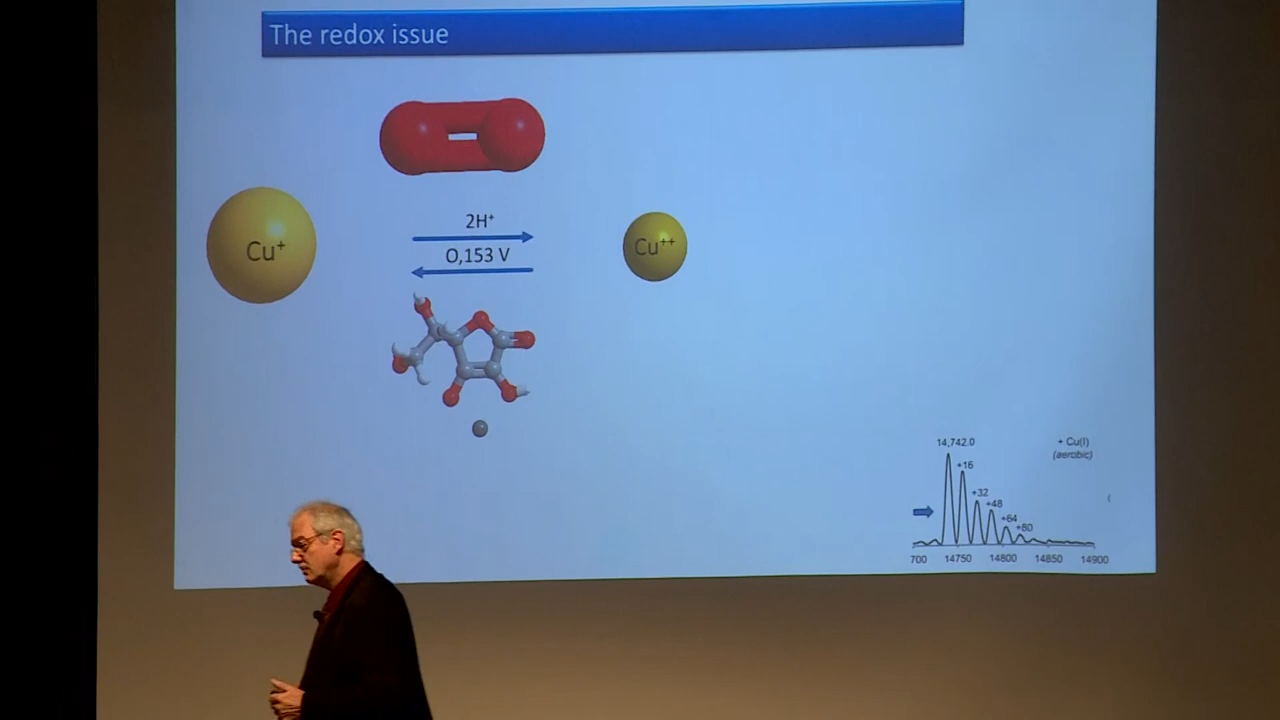 The redox issue
2H⁺
Cu⁺
O,153 V
Cu⁺⁺
14,742.0
+ Cu(I)
(aerobic)
+16
+32
+48
+64
+80
700 14750 14800 14850 14900